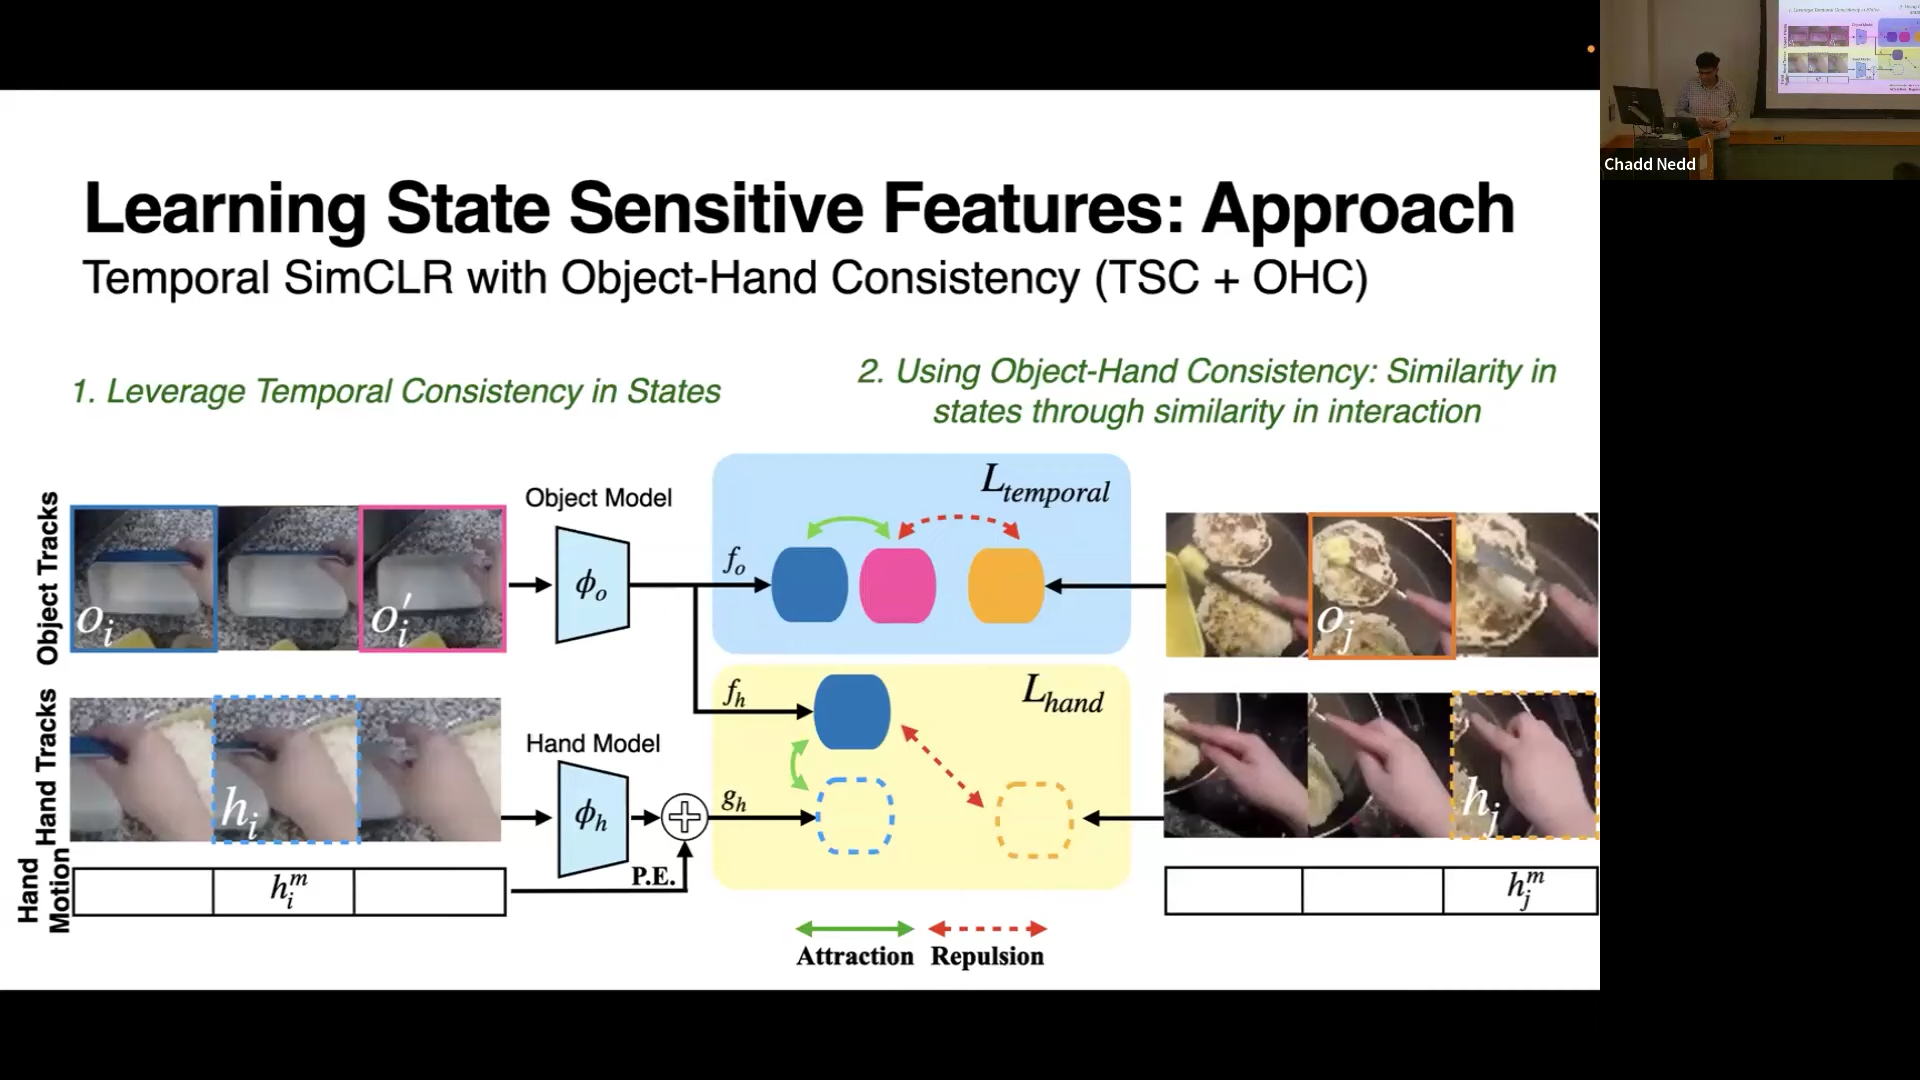 Learning State Sensitive Features: Approach
Temporal SimCLR with Object-Hand Consistency (TSC + OHC)
1. Leverage Temporal Consistency in States
2. Using Object-Hand Consistency: Similarity in
states through similarity in interaction
Object Tracks
o_i
o'_i
Object Model
ϕ_o
f_o
L_temporal
o_j
Hand Tracks
h_i
Hand Model
ϕ_h
P.E.
f_h
g_h
L_hand
h_j
Hand
Motion
h_i^m
h_j^m
Attraction
Repulsion
Chadd Nedd